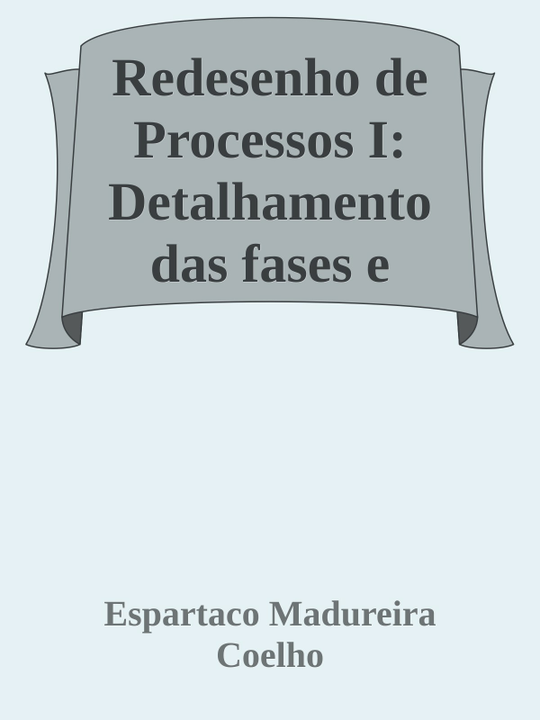 Redesenho de
Processos I:
Detalhamento
das fases e
Espartaco Madureira
Coelho